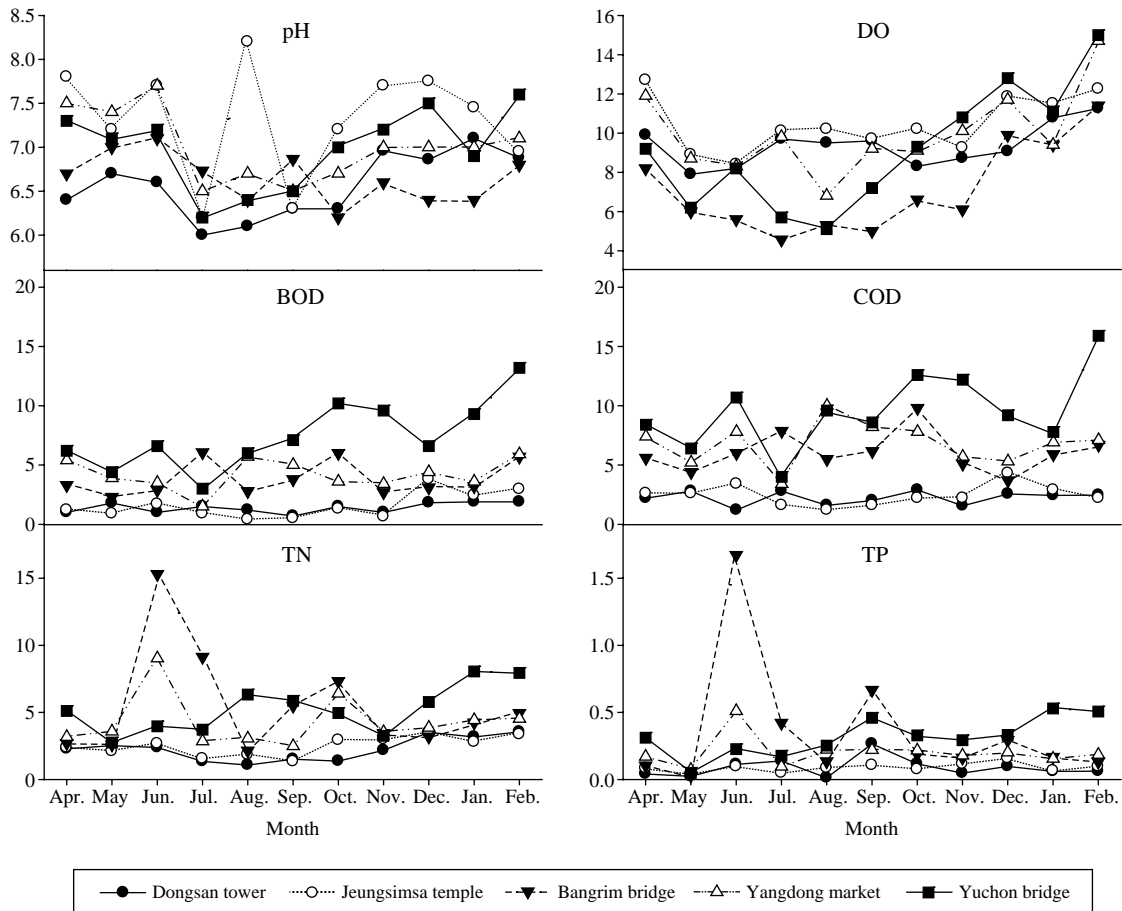 pH
8.5
8.0
7.5
7.0
6.5
6.0
DO
16
14
12
10
8
6
4
BOD
20
15
10
5
0
COD
20
15
10
5
0
TN
15
10
5
0
Apr. May Jun. Jul. Aug. Sep. Oct. Nov. Dec. Jan. Feb.
Month
TP
1.5
1.0
0.5
0.0
Apr. May Jun. Jul. Aug. Sep. Oct. Nov. Dec. Jan. Feb.
Month
Dongsan tower Jeungsimsa temple Bangrim bridge Yangdong market Yuchon bridge